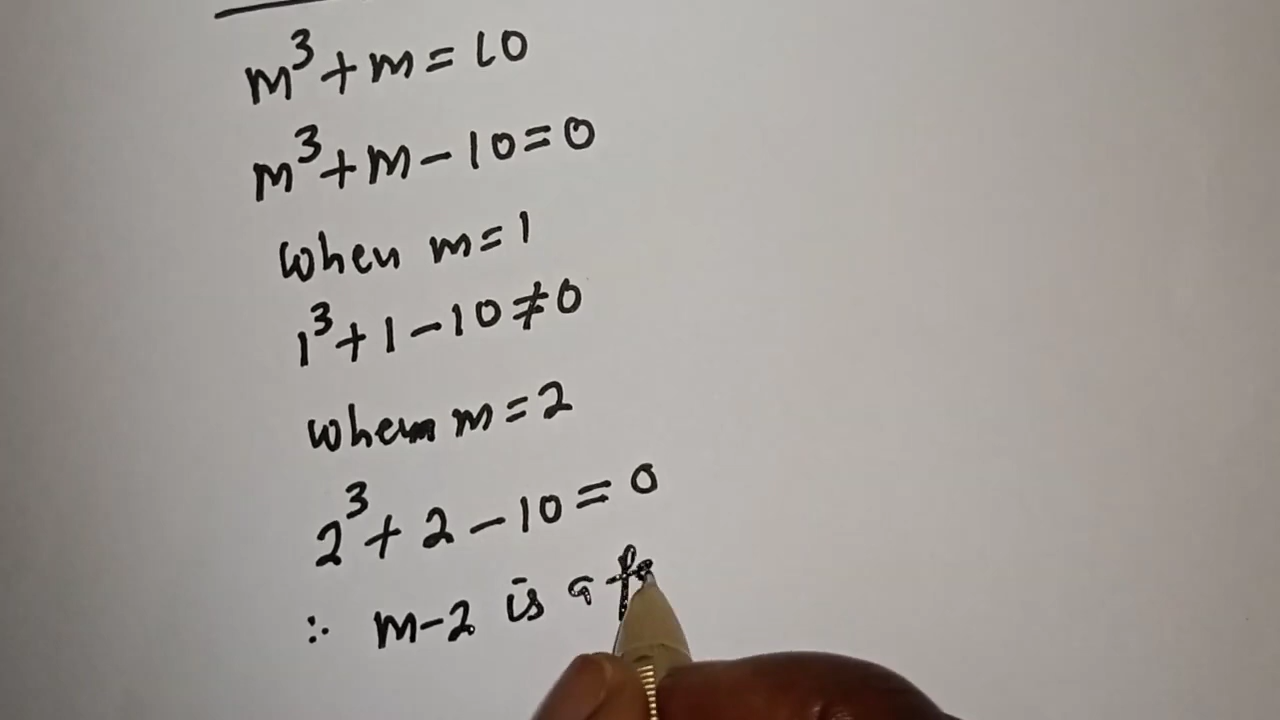 m³+m=10
m³+m-10=0
when m=1
1³+1-10≠0
when m=2
2³+2-10=0
∴ m-2 is a